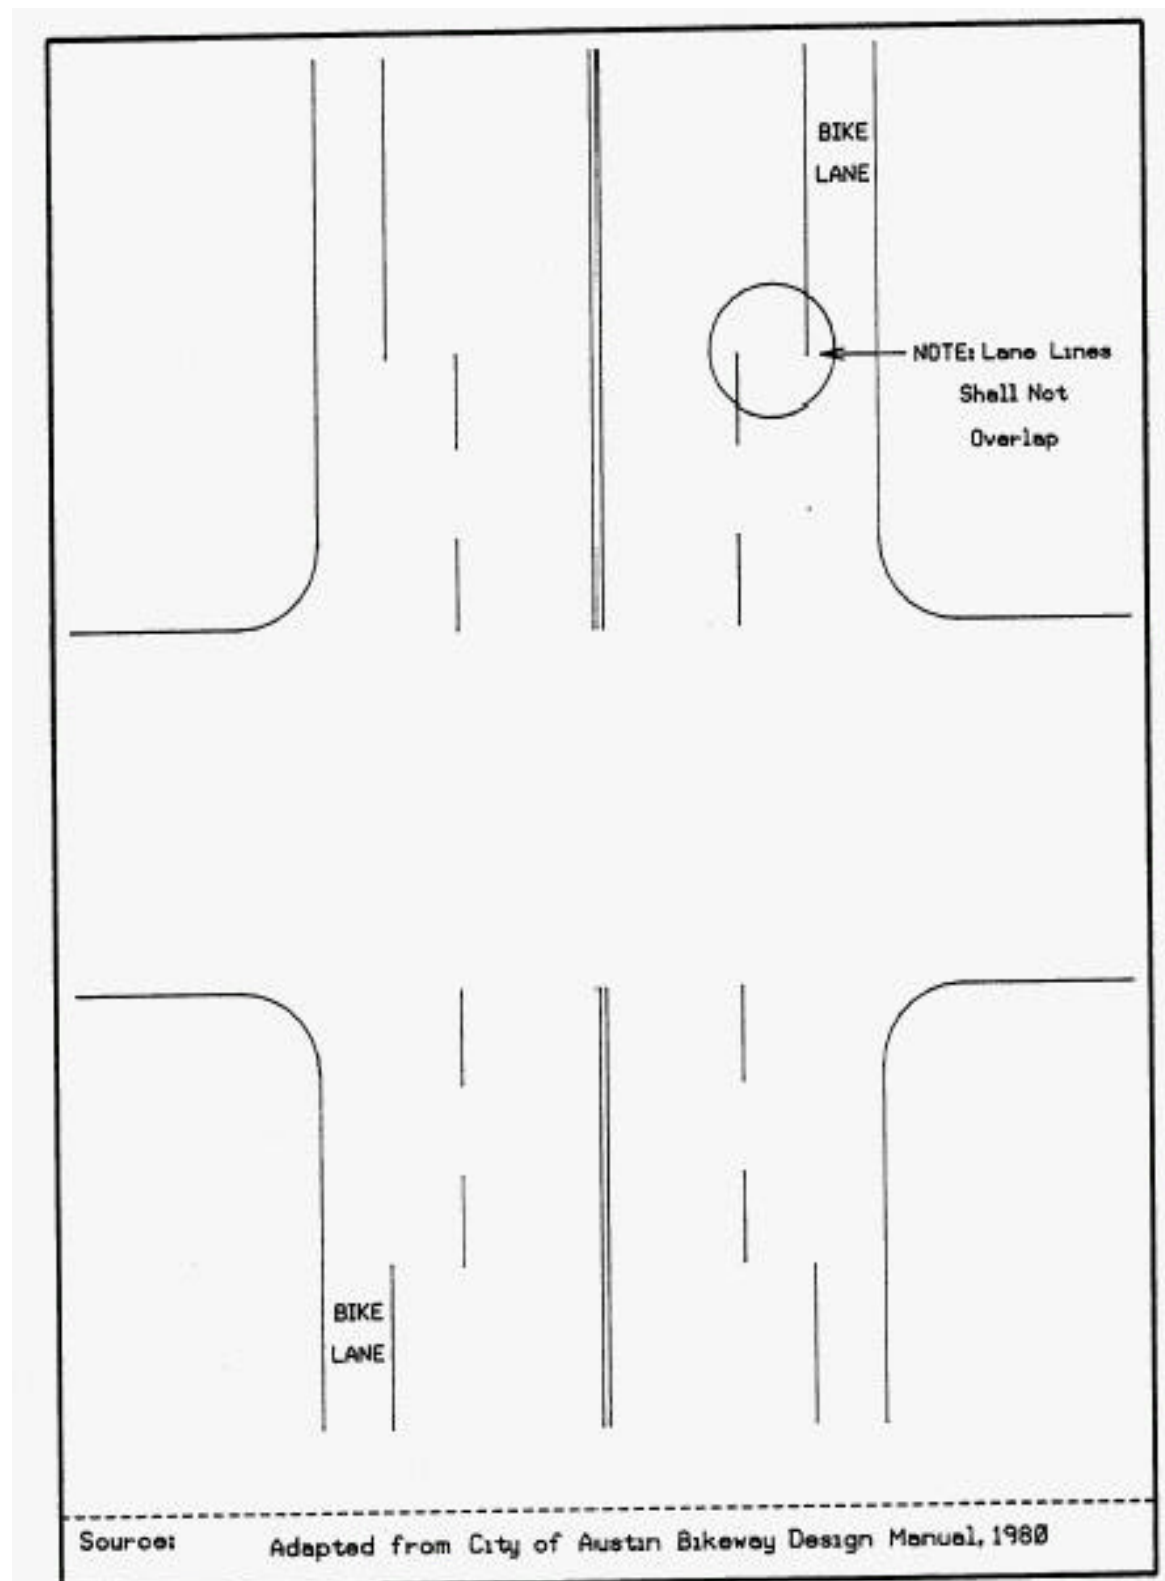 BIKE
LANE
NOTE: Lane Lines
Shall Not
Overlap
BIKE
LANE
Source: Adapted from City of Austin Bikeway Design Manual, 1980